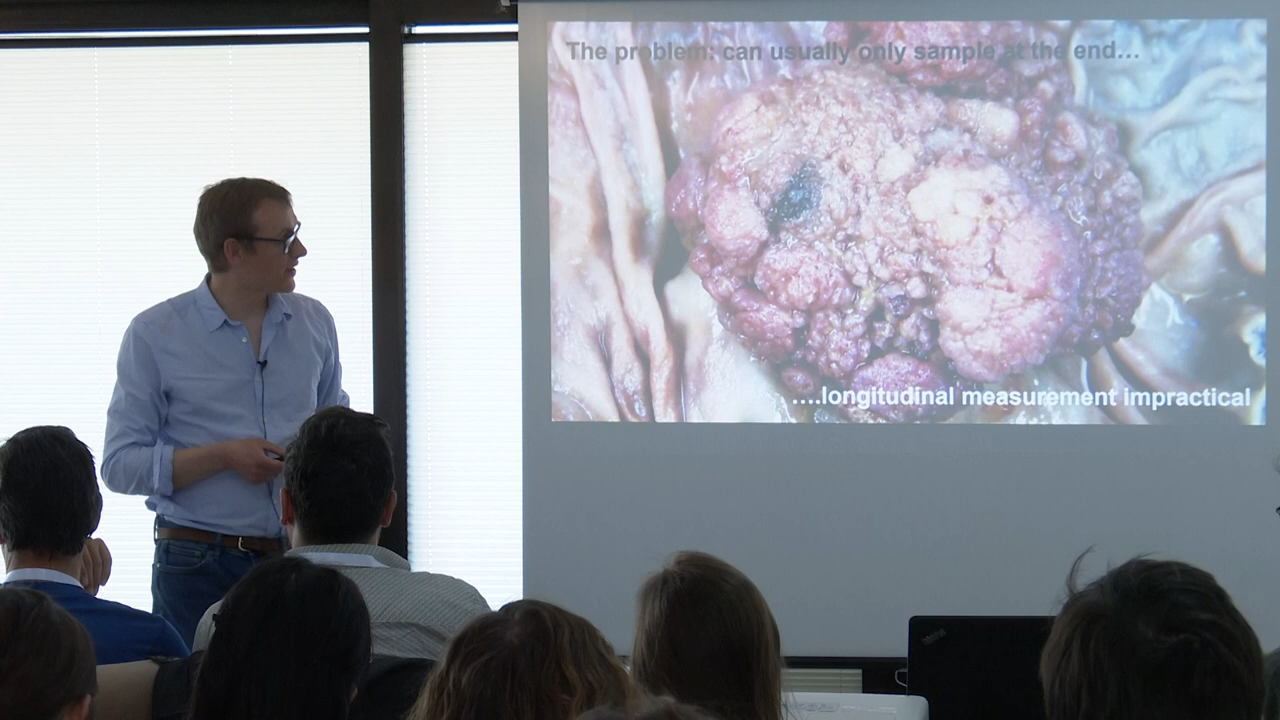 The problem: can usually only sample at the end…
….longitudinal measurement impractical